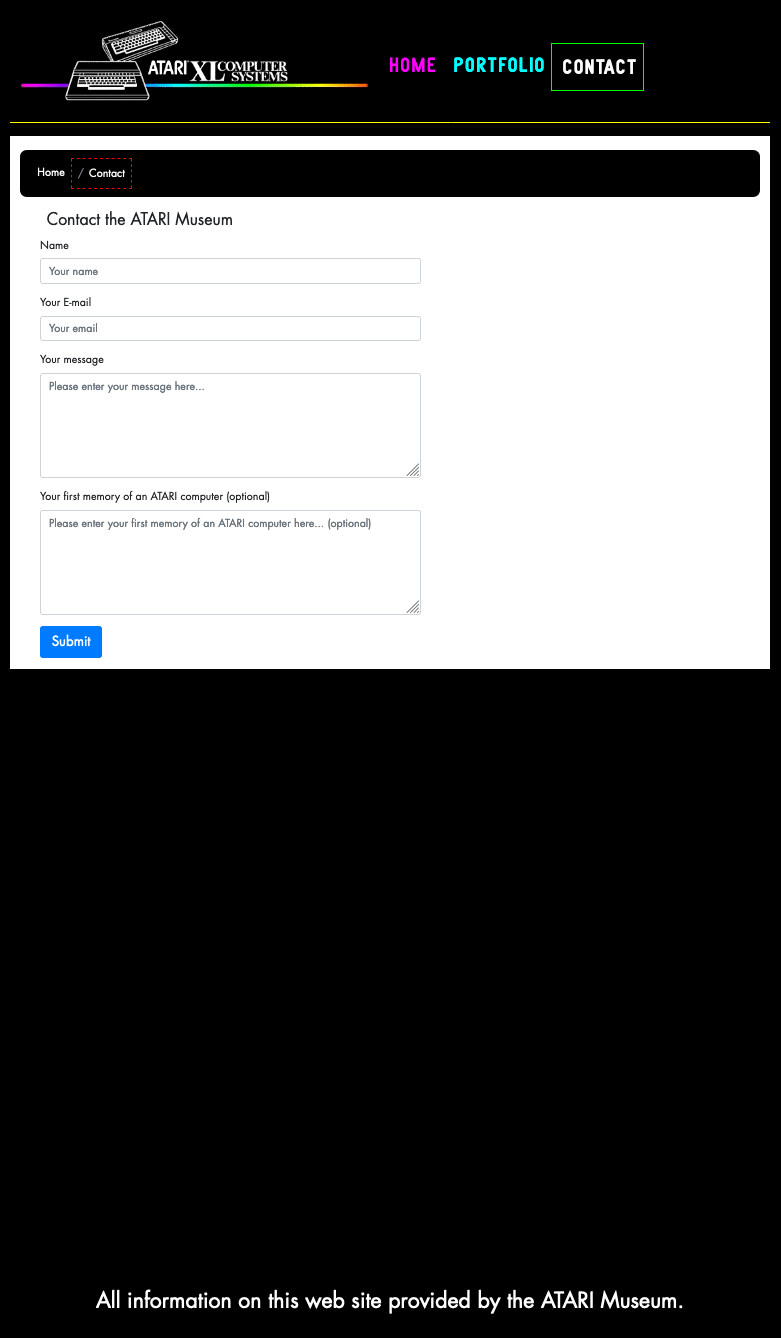 ATARI XL COMPUTER SYSTEMS
HOME PORTFOLIO CONTACT
Home / Contact
Contact the ATARI Museum
Name
Your name
Your E-mail
Your email
Your message
Please enter your message here...
Your first memory of an ATARI computer (optional)
Please enter your first memory of an ATARI computer here... (optional)
Submit
All information on this web site provided by the ATARI Museum.